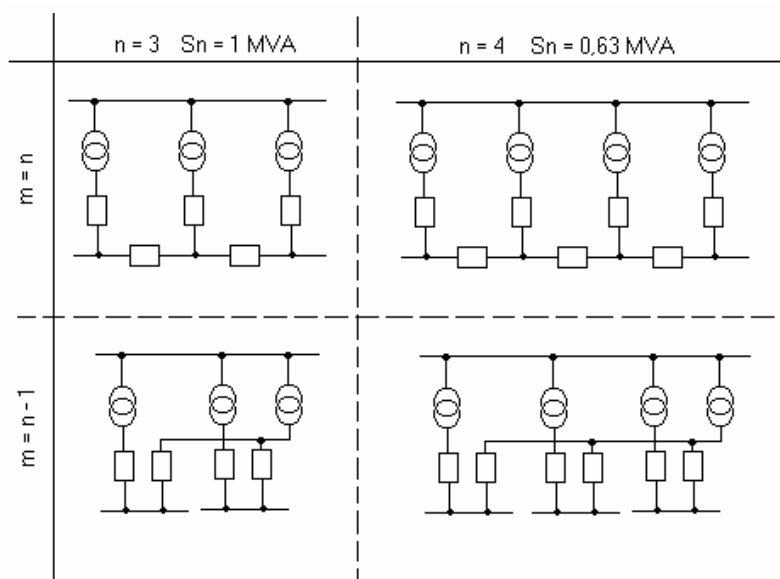 n = 3 Sn = 1 MVA
n = 4 Sn = 0,63 MVA
m = n
m = n - 1